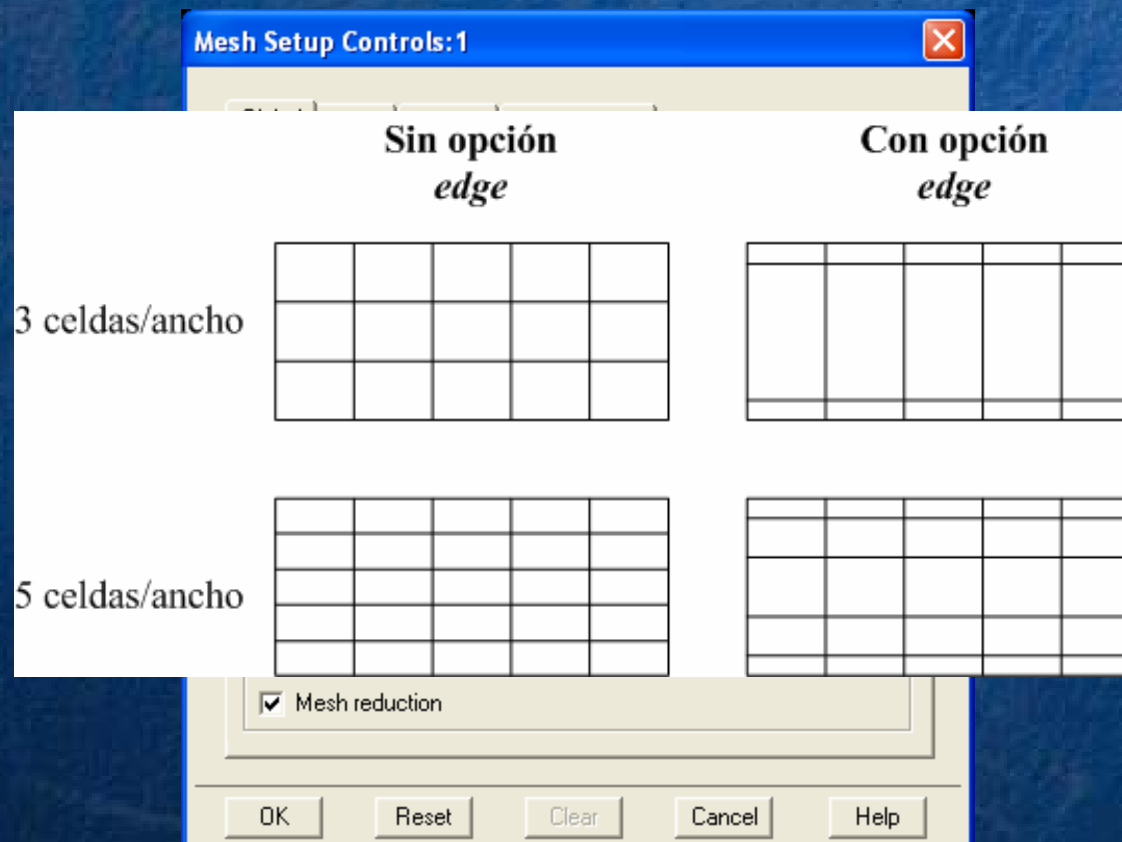 Mesh Setup Controls:1
Sin opción
edge
Con opción
edge
3 celdas/ancho
5 celdas/ancho
Mesh reduction
OK Reset Clear Cancel Help